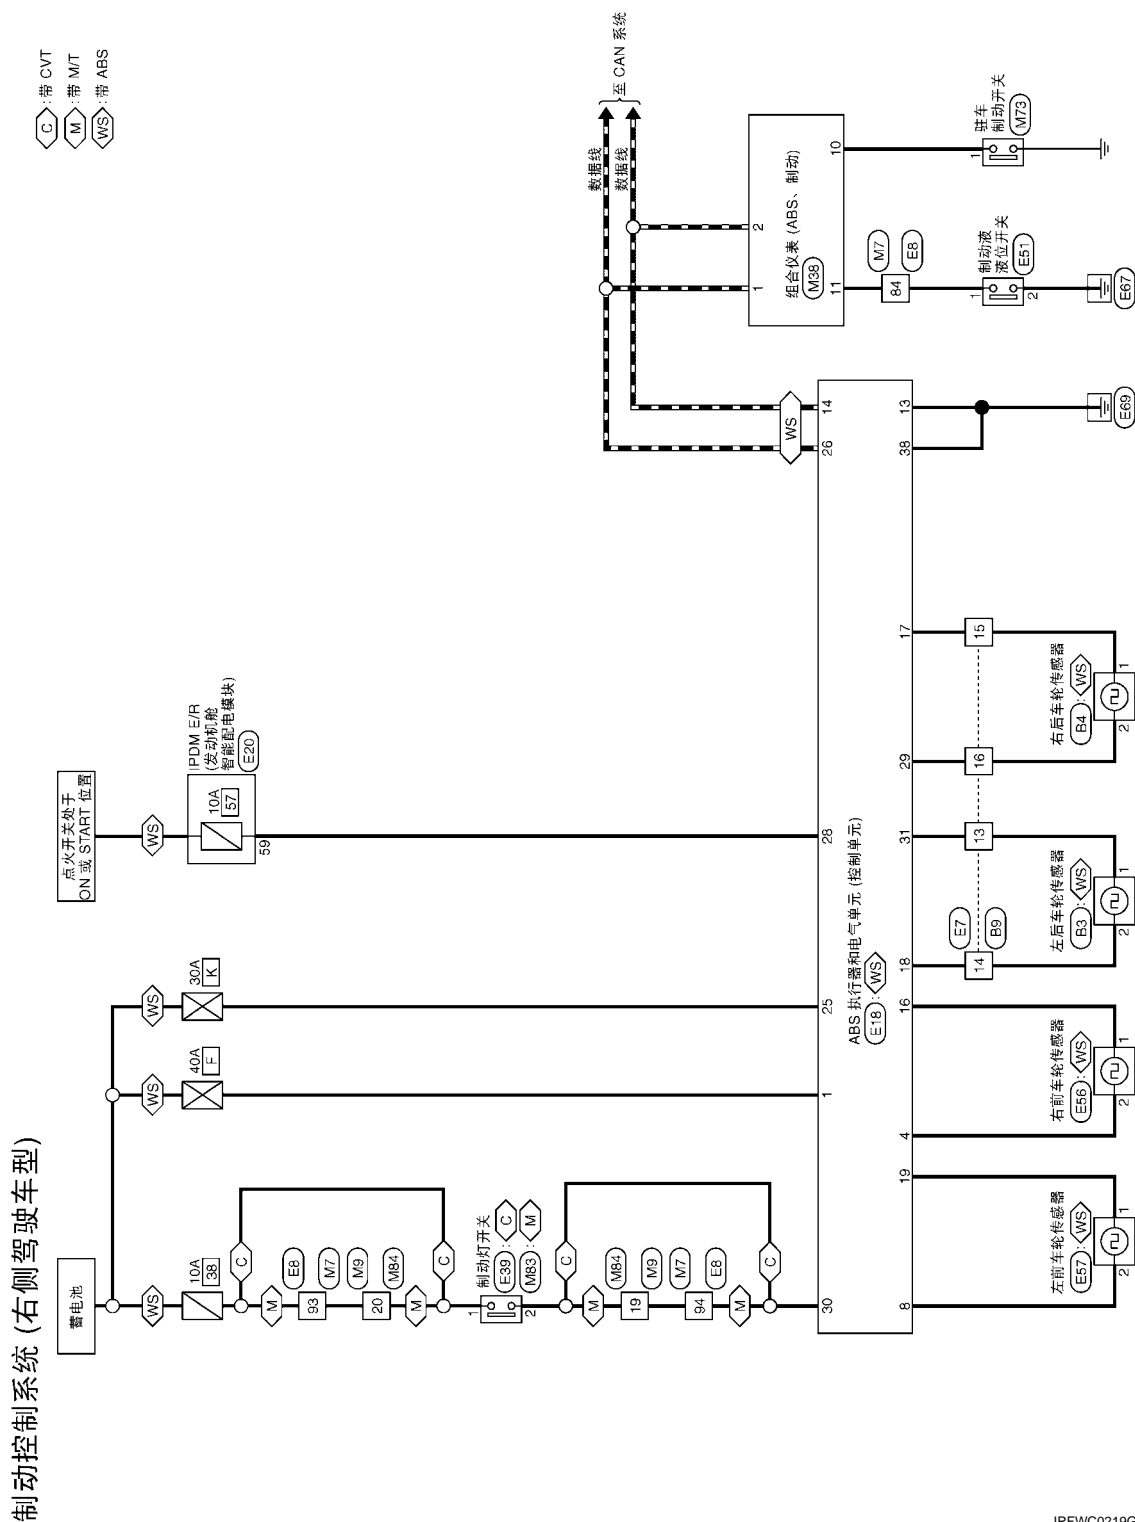 制动控制系统 (右侧驾驶车型)
C :带 CVT
M :带 M/T
WS :带 ABS
蓄电池
点火开关处于
ON 或 START 位置
WS
10A
38
WS
40A
F
WS
30A
K
WS
IPDM E/R
(发动机舱
智能配电模块)
E20
10A
57
59
C
M
93
E8
M7
20
M9
M84
M
C
制动灯开关
E39 : C
M83 : M
1
2
C
M
19
M84
M9
94
M7
E8
M
C
30
1
25
28
26
14
WS
数据线
数据线
至 CAN 系统
ABS 执行器和电气单元 (控制单元)
E18 : WS
8
19
4
16
18
31
29
17
38
13
E69
左前车轮传感器
E57 : WS
2
1
右前车轮传感器
E56 : WS
2
1
14
E7
B9
13
左后车轮传感器
B3 : WS
2
1
16
15
右后车轮传感器
B4 : WS
2
1
1
2
组合仪表 (ABS、制动)
M38
11
10
84
M7
E8
制动液
液位开关
E51
1
2
E67
驻车
制动开关
M73
1
JRFWC0219G